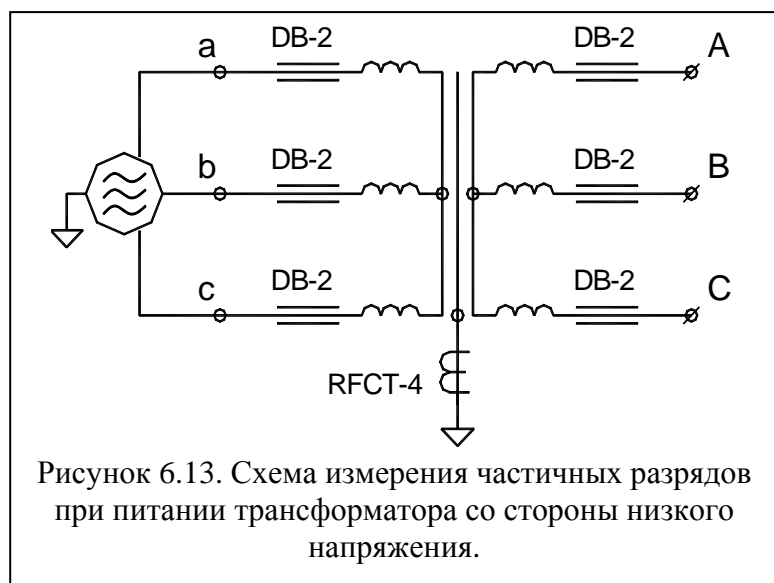 a DB-2 DB-2 A
b DB-2 DB-2 B
c DB-2 DB-2 C
RFCT-4
Рисунок 6.13. Схема измерения частичных разрядов
при питании трансформатора со стороны низкого
напряжения.